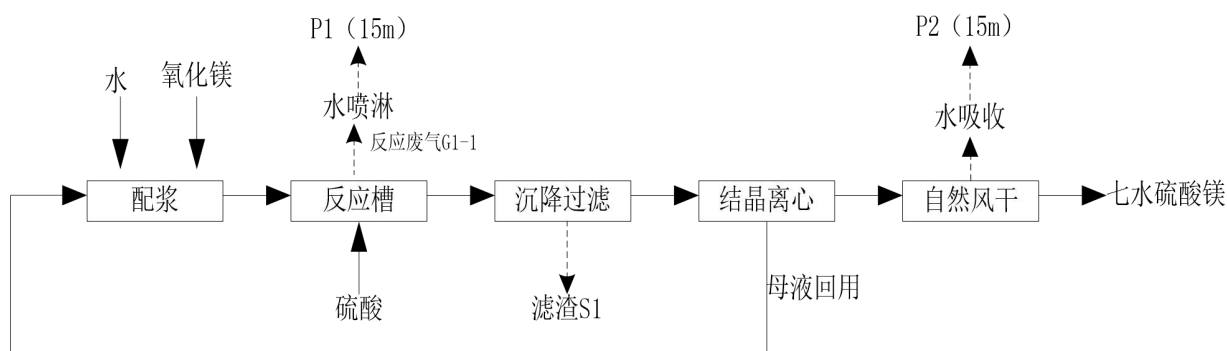 P1（15m）
P2（15m）
水
氧化镁
水喷淋
水吸收
反应废气G1-1
配浆
反应槽
沉降过滤
结晶离心
自然风干
七水硫酸镁
硫酸
滤渣S1
母液回用